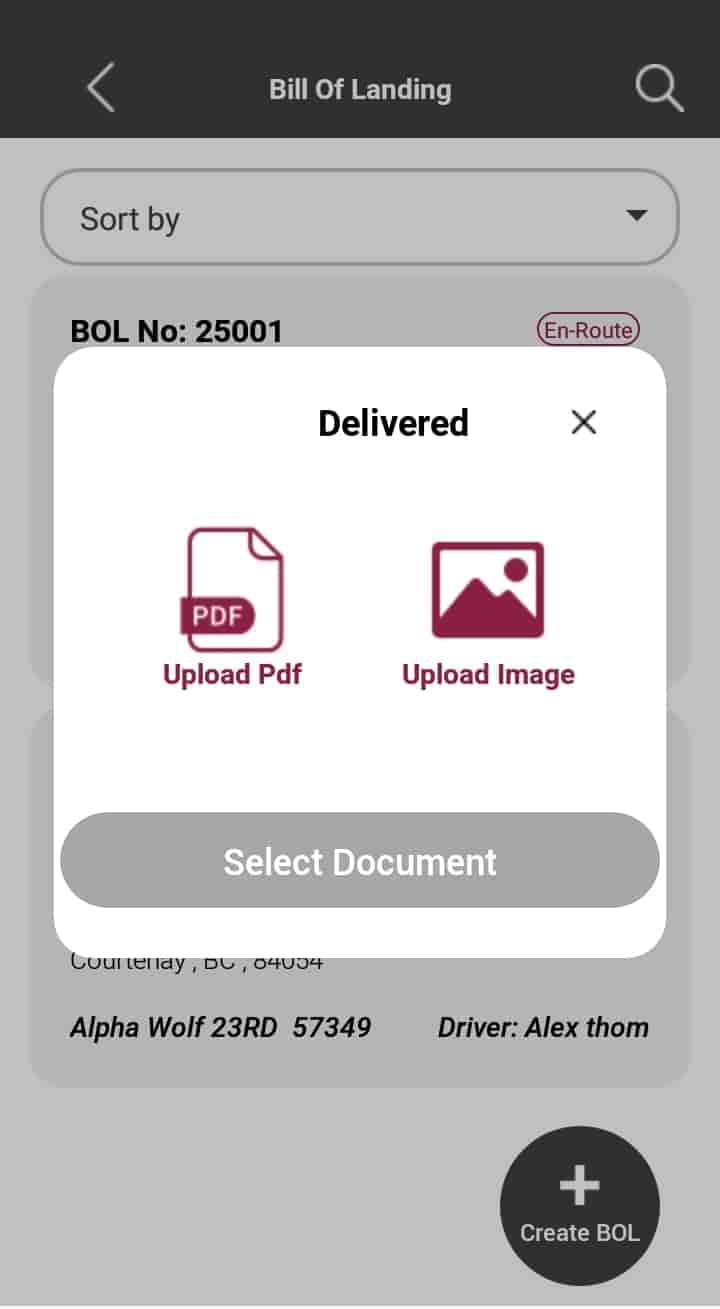 Bill Of Landing
Sort by
BOL No: 25001 En-Route
Delivered
PDF
Upload Pdf Upload Image
Select Document
Courtenay , BC , 84054
Alpha Wolf 23RD 57349 Driver: Alex thom
Create BOL